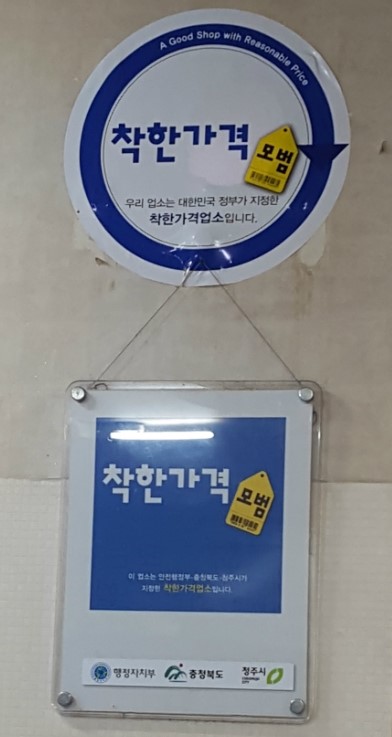 A Good Shop with Reasonable Price
착한가격
모범
우리 업소는 대한민국 정부가 지정한
착한가격업소입니다.
착한가격
모범
이 업소는 안전행정부·충청북도·청주시가
지정한 착한가격업소입니다.
행정자치부 충청북도 청주시